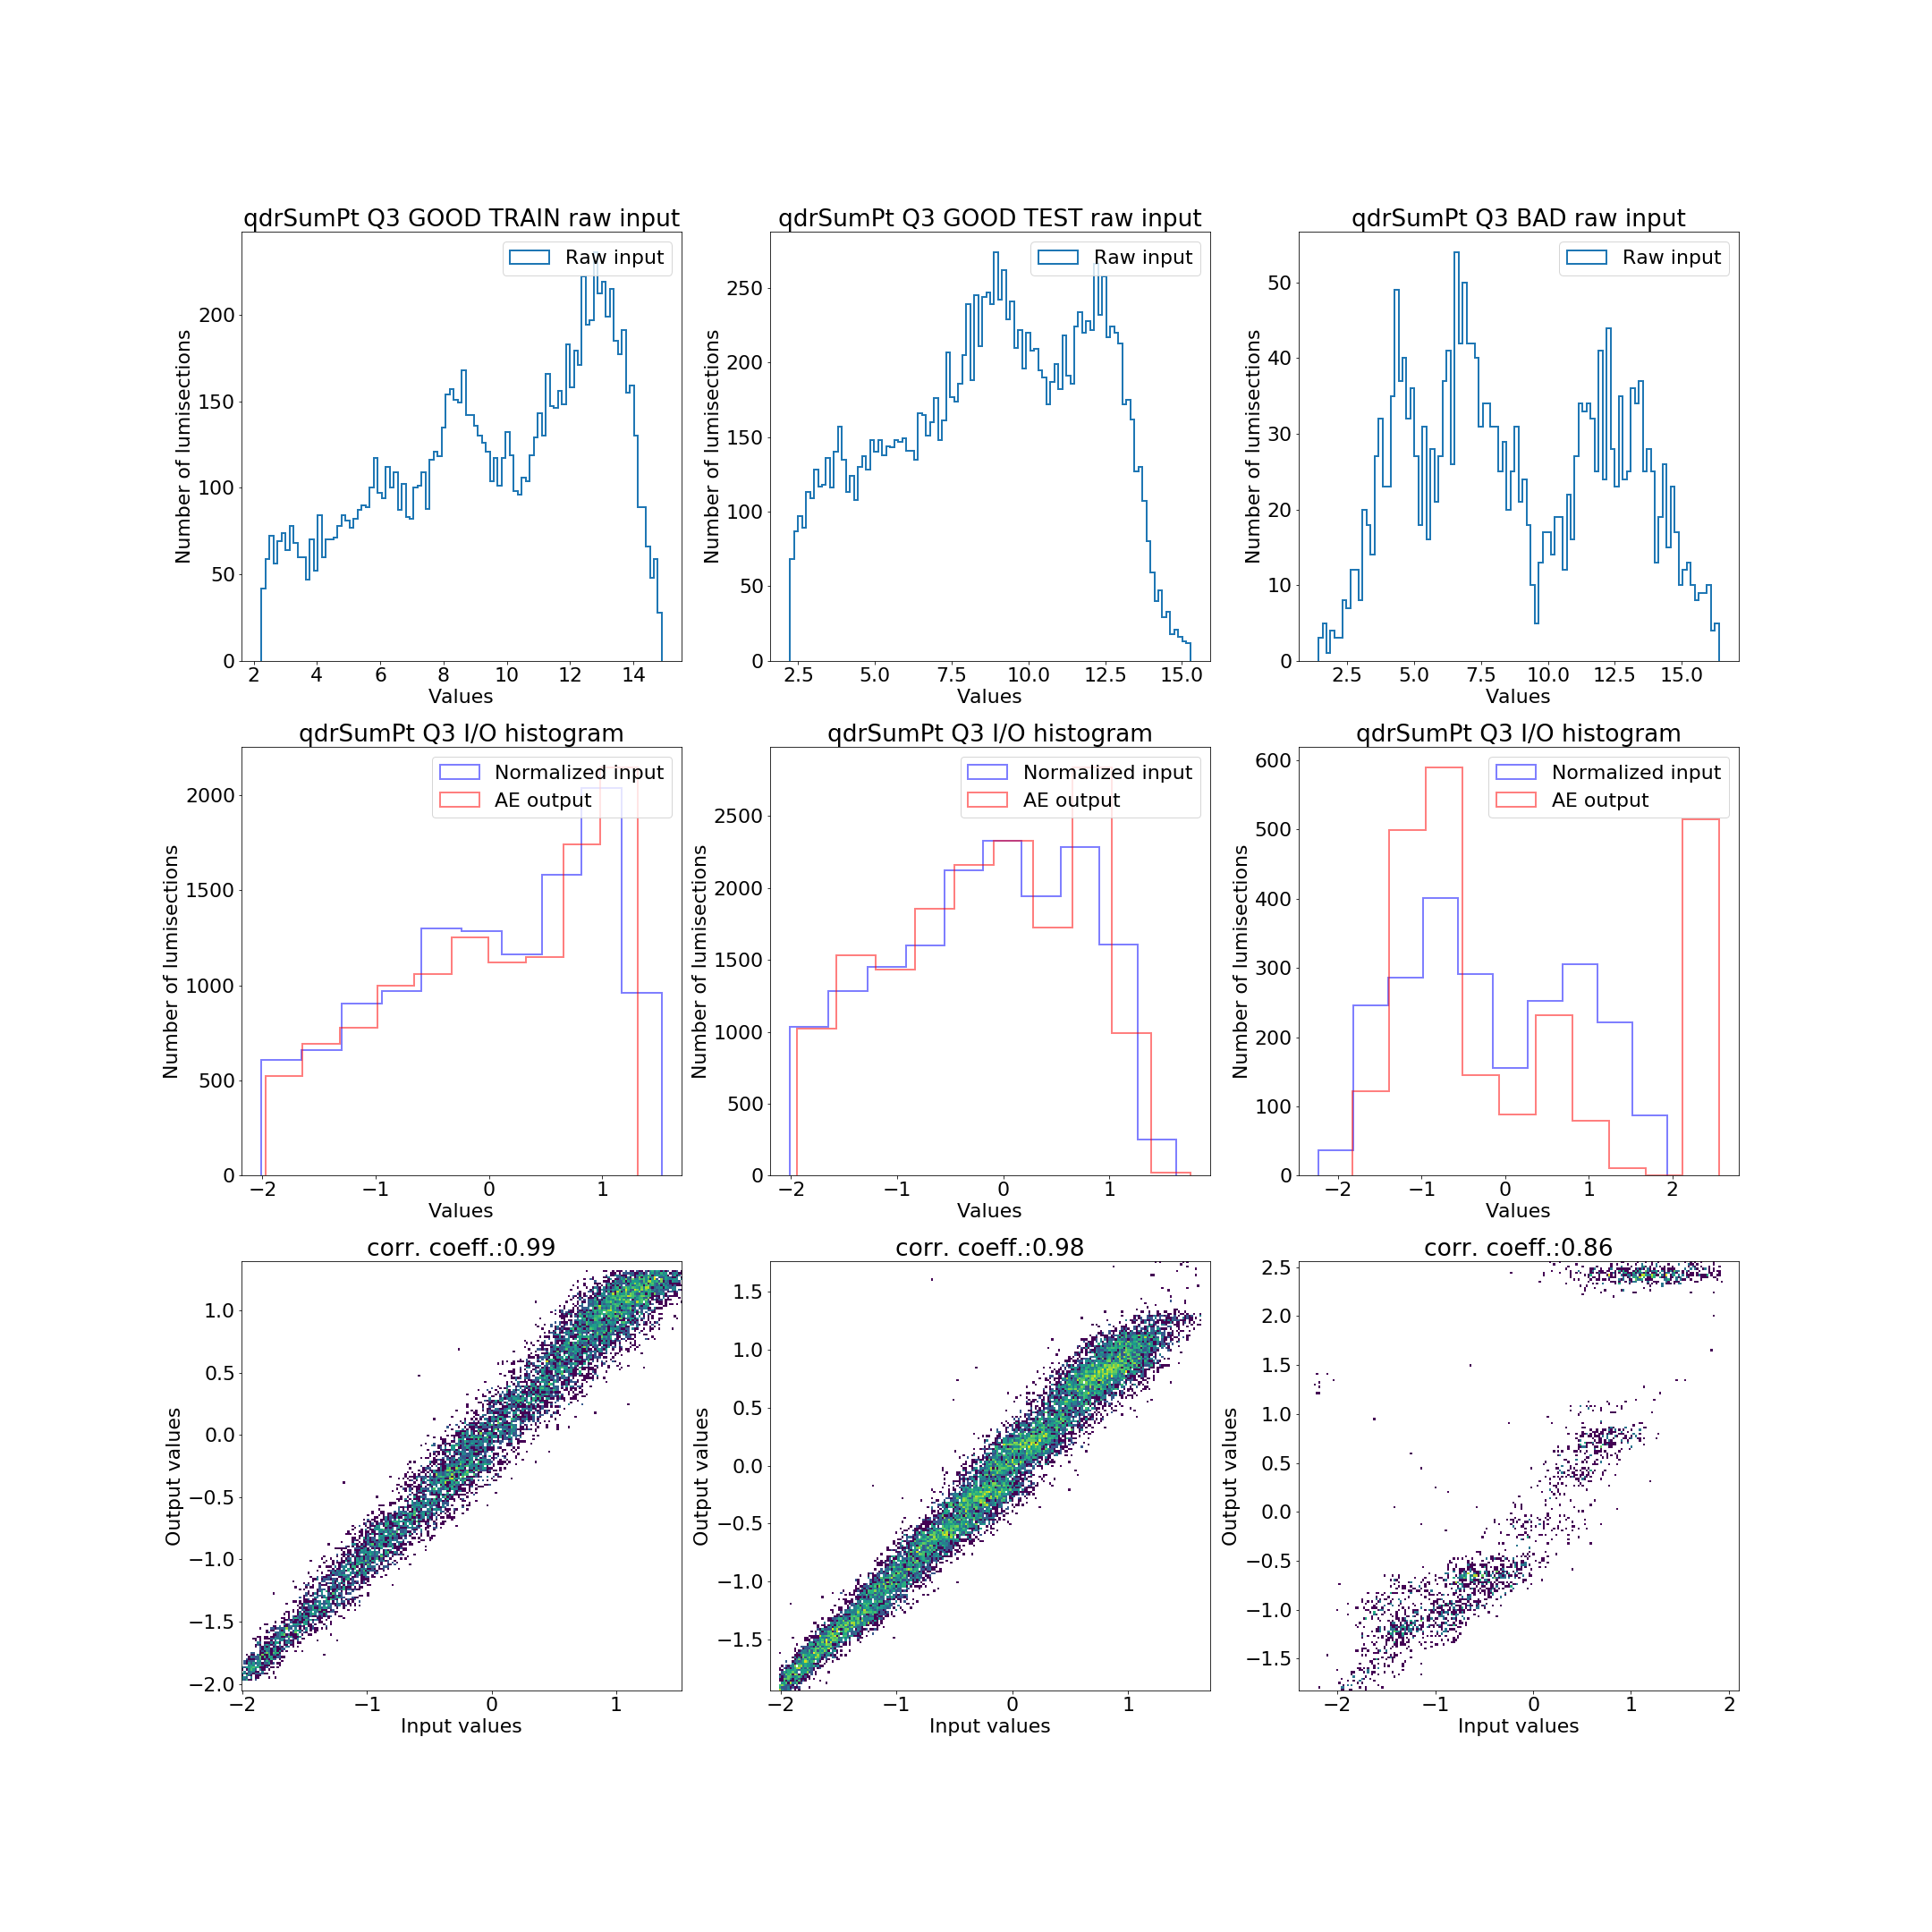 qdrSumPt Q3 GOOD TRAIN raw input
Raw input
Number of lumisections
0
50
100
150
200
2
4
6
8
10
12
14
Values
qdrSumPt Q3 GOOD TEST raw input
Raw input
Number of lumisections
0
50
100
150
200
250
2.5
5.0
7.5
10.0
12.5
15.0
Values
qdrSumPt Q3 BAD raw input
Raw input
Number of lumisections
0
10
20
30
40
50
2.5
5.0
7.5
10.0
12.5
15.0
Values
qdrSumPt Q3 I/O histogram
Normalized input
AE output
Number of lumisections
0
500
1000
1500
2000
−2
−1
0
1
Values
qdrSumPt Q3 I/O histogram
Normalized input
AE output
Number of lumisections
0
500
1000
1500
2000
2500
−2
−1
0
1
Values
qdrSumPt Q3 I/O histogram
Normalized input
AE output
Number of lumisections
0
100
200
300
400
500
600
−2
−1
0
1
2
Values
corr. coeff.:0.99
Output values
−2.0
−1.5
−1.0
−0.5
0.0
0.5
1.0
−2
−1
0
1
Input values
corr. coeff.:0.98
Output values
−1.5
−1.0
−0.5
0.0
0.5
1.0
1.5
−2
−1
0
1
Input values
corr. coeff.:0.86
Output values
−1.5
−1.0
−0.5
0.0
0.5
1.0
1.5
2.0
2.5
−2
−1
0
1
2
Input values